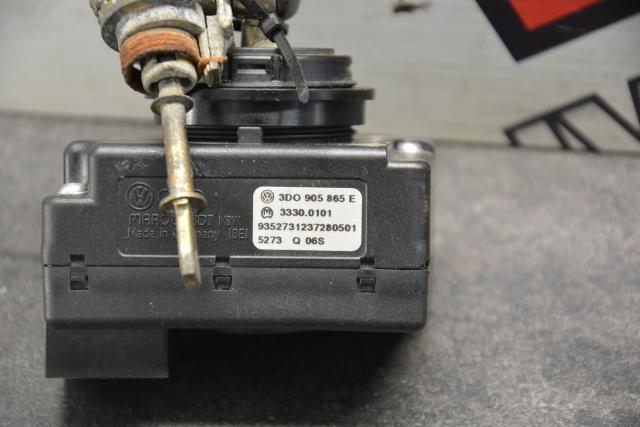 3D0 905 865 E
3330.0101
9352731237280501
5273 Q 06S
Made in Germany (DE)